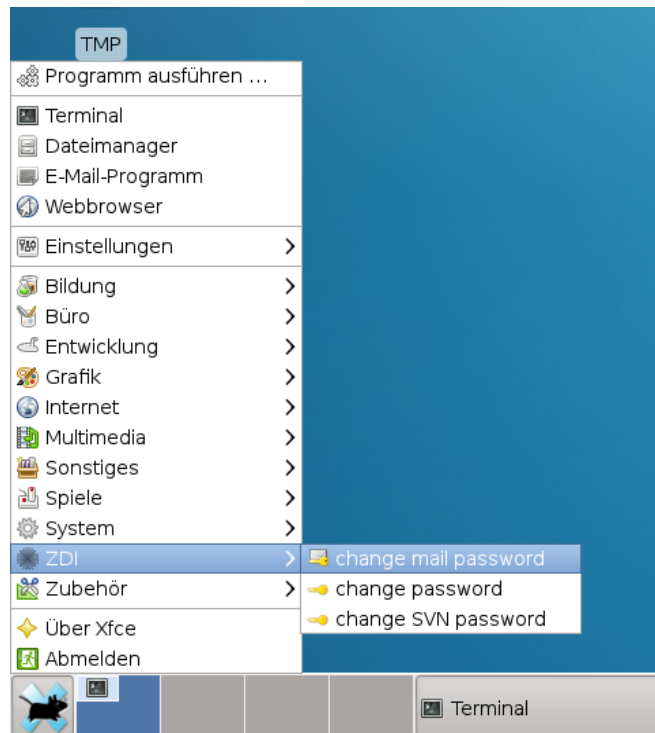 TMP
Programm ausführen ...
Terminal
Dateimanager
E-Mail-Programm
Webbrowser
Einstellungen
Bildung
Büro
Entwicklung
Grafik
Internet
Multimedia
Sonstiges
Spiele
System
ZDI
change mail password
Zubehör
change password
change SVN password
Über Xfce
Abmelden
Terminal